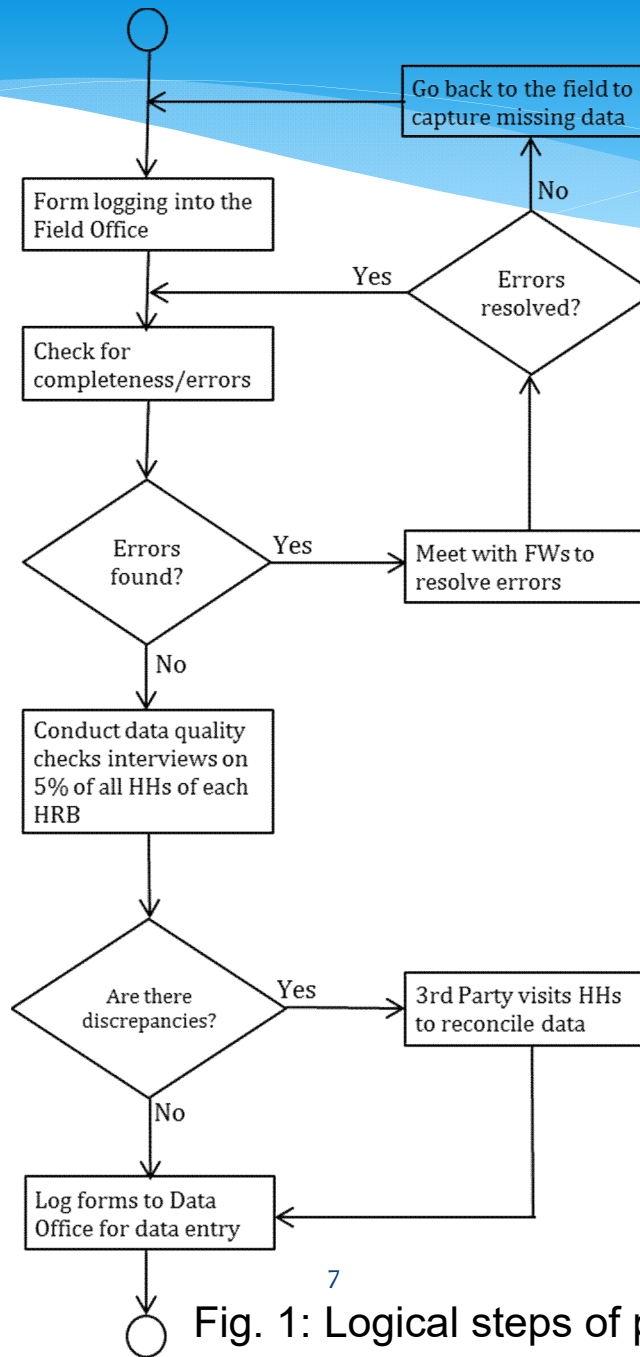 Go back to the field to
capture missing data
No
Form logging into the
Field Office
Yes
Errors
resolved?
Check for
completeness/errors
Errors
found?
Yes
Meet with FWs to
resolve errors
No
Conduct data quality
checks interviews on
5% of all HHs of each
HRB
Are there
discrepancies?
Yes
3rd Party visits HHs
to reconcile data
No
Log forms to Data
Office for data entry
7
Fig. 1: Logical steps of